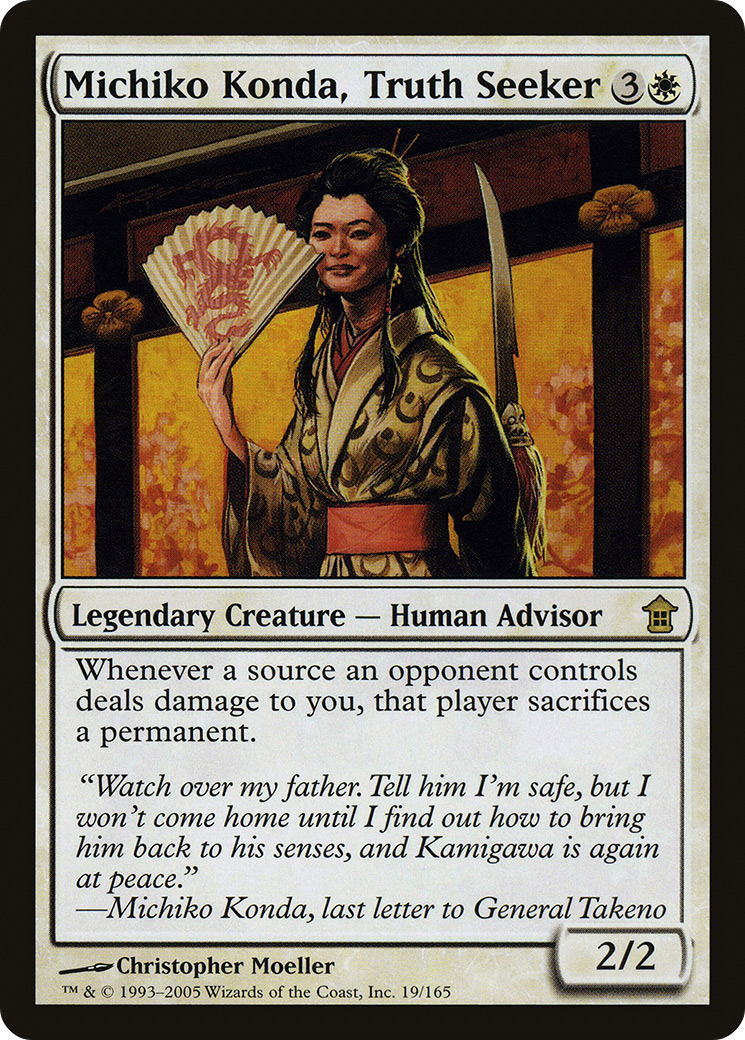 Michiko Konda, Truth Seeker 3
Legendary Creature — Human Advisor
Whenever a source an opponent controls
deals damage to you, that player sacrifices
a permanent.
“Watch over my father. Tell him I’m safe, but I
won’t come home until I find out how to bring
him back to his senses, and Kamigawa is again
at peace.”
—Michiko Konda, last letter to General Takeno
2/2
Christopher Moeller
™ & © 1993–2005 Wizards of the Coast, Inc. 19/165